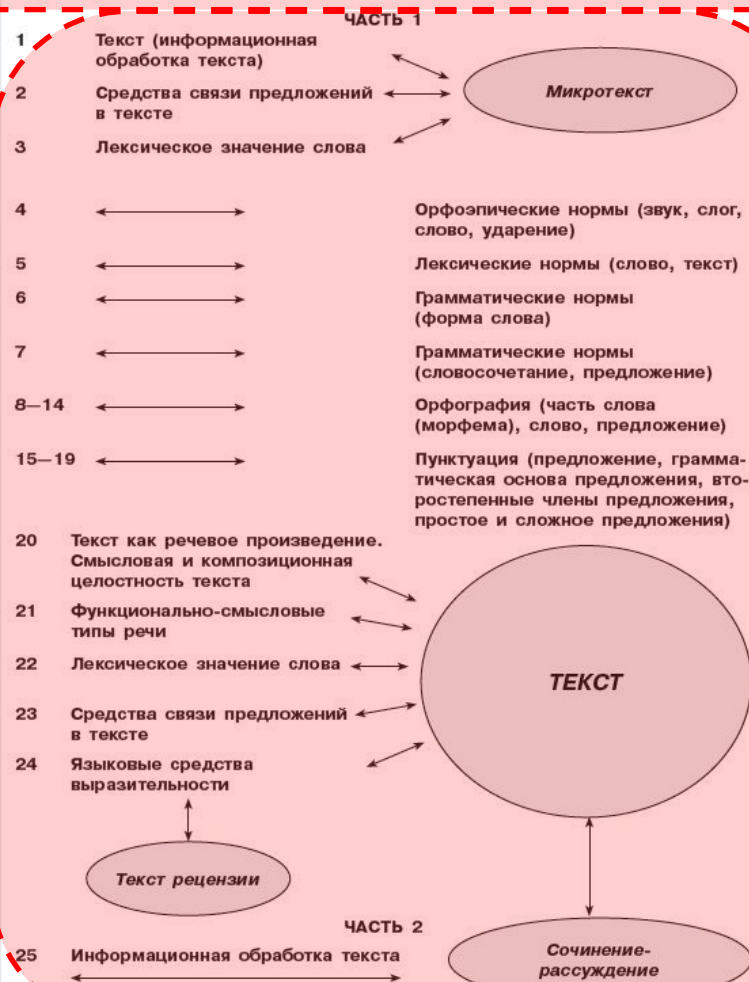 ЧАСТЬ 1
1 Текст (информационная
обработка текста)
Микротекст
2 Средства связи предложений
в тексте
3 Лексическое значение слова
4 Орфоэпические нормы (звук, слог,
слово, ударение)
5 Лексические нормы (слово, текст)
6 Грамматические нормы
(форма слова)
7 Грамматические нормы
(словосочетание, предложение)
8—14 Орфография (часть слова
(морфема), слово, предложение)
15—19 Пунктуация (предложение, грамма-
тическая основа предложения, вто-
ростепенные члены предложения,
простое и сложное предложения)
20 Текст как речевое произведение.
Смысловая и композиционная
целостность текста
21 Функционально-смысловые
типы речи
22 Лексическое значение слова
ТЕКСТ
23 Средства связи предложений
в тексте
24 Языковые средства
выразительности
Текст рецензии
ЧАСТЬ 2
25 Информационная обработка текста
Сочинение-
рассуждение